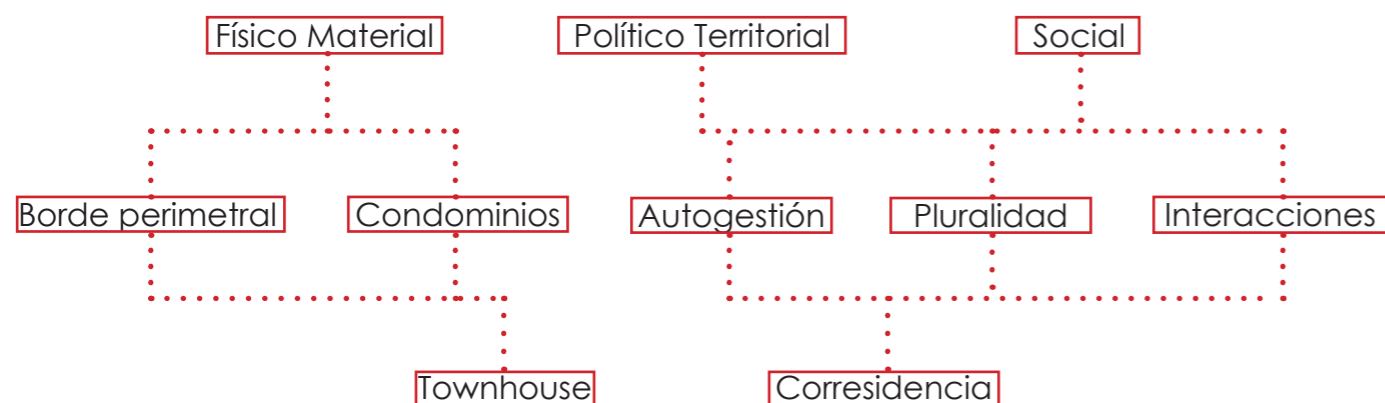 Físico Material
Político Territorial
Social
Borde perimetral
Condominios
Autogestión
Pluralidad
Interacciones
Townhouse
Corresidencia